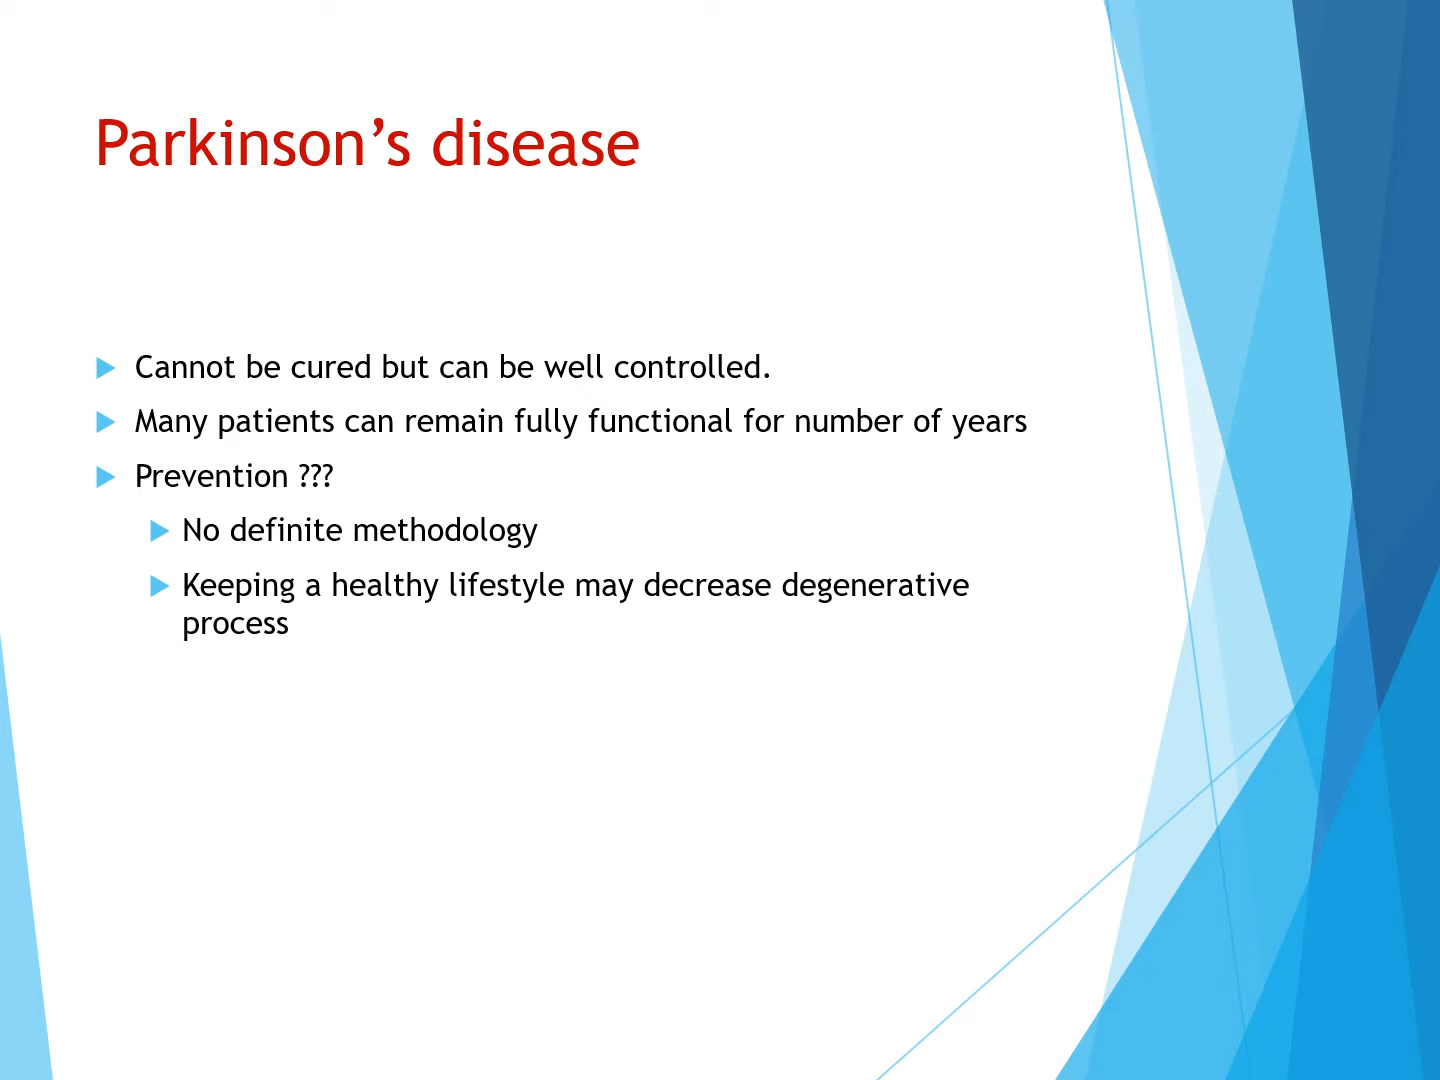 Parkinson’s disease
Cannot be cured but can be well controlled.
Many patients can remain fully functional for number of years
Prevention ???
No definite methodology
Keeping a healthy lifestyle may decrease degenerative
process